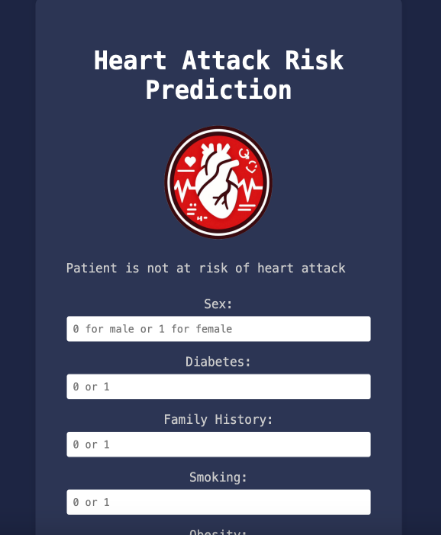 Heart Attack Risk
Prediction
Patient is not at risk of heart attack
Sex:
0 for male or 1 for female
Diabetes:
0 or 1
Family History:
0 or 1
Smoking:
0 or 1
Obesity: